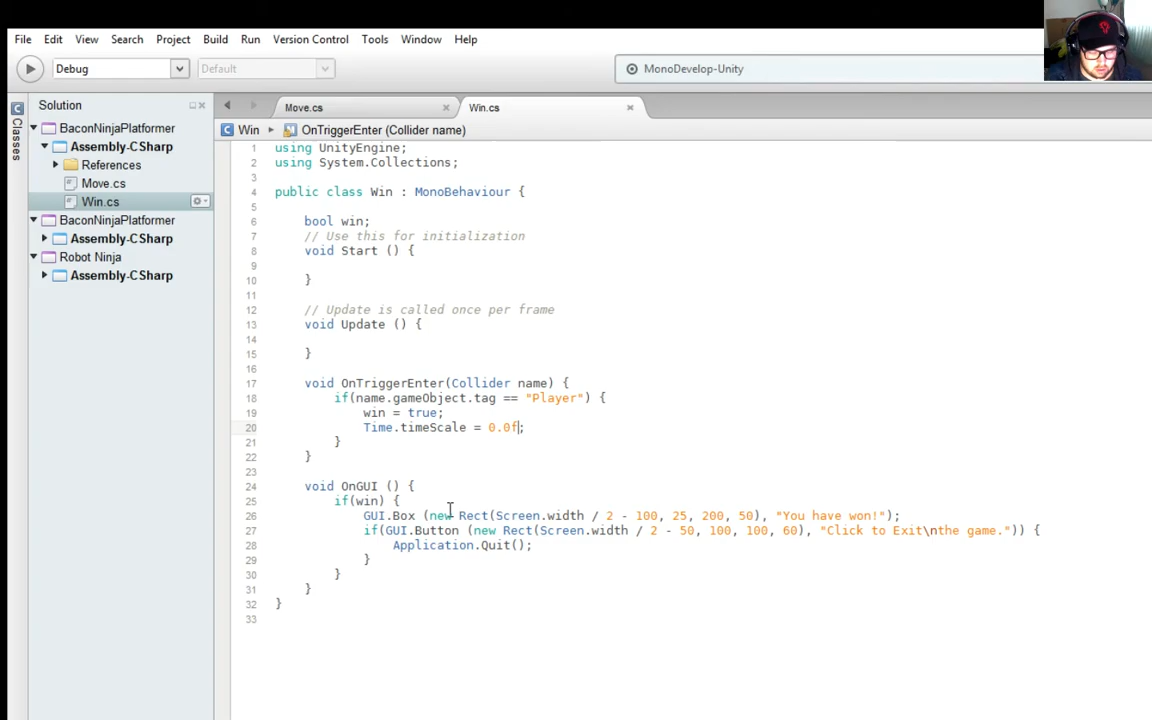 File Edit View Search Project Build Run Version Control Tools Window Help
Debug Default MonoDevelop-Unity
Classes
Solution
BaconNinjaPlatformer
Assembly-CSharp
References
Move.cs
Win.cs
BaconNinjaPlatformer
Assembly-CSharp
Robot Ninja
Assembly-CSharp
Move.cs Win.cs
Win OnTriggerEnter (Collider name)
1 using UnityEngine;
2 using System.Collections;
3
4 public class Win : MonoBehaviour {
5
6 bool win;
7 // Use this for initialization
8 void Start () {
9
10 }
11
12 // Update is called once per frame
13 void Update () {
14
15 }
16
17 void OnTriggerEnter(Collider name) {
18 if(name.gameObject.tag == "Player") {
19 win = true;
20 Time.timeScale = 0.0f;
21 }
22 }
23
24 void OnGUI () {
25 if(win) {
26 GUI.Box (new Rect(Screen.width / 2 - 100, 25, 200, 50), "You have won!");
27 if(GUI.Button (new Rect(Screen.width / 2 - 50, 100, 100, 60), "Click to Exit\nthe game.")) {
28 Application.Quit();
29 }
30 }
31 }
32 }
33